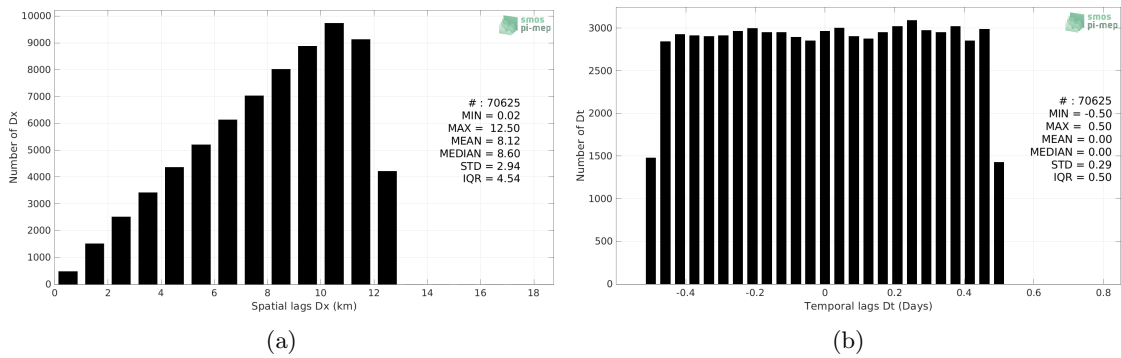 10000
9000
8000
7000
6000
5000
4000
3000
2000
1000
0
Number of Dx
0 2 4 6 8 10 12 14 16 18
Spatial lags Dx (km)
smos
pi-mep
# : 70625
MIN = 0.02
MAX = 12.50
MEAN = 8.12
MEDIAN = 8.60
STD = 2.94
IQR = 4.54
(a)
3000
2500
2000
1500
1000
500
0
Number of Dt
-0.4 -0.2 0 0.2 0.4 0.6 0.8
Temporal lags Dt (Days)
smos
pi-mep
# : 70625
MIN = -0.50
MAX = 0.50
MEAN = 0.00
MEDIAN = 0.00
STD = 0.29
IQR = 0.50
(b)